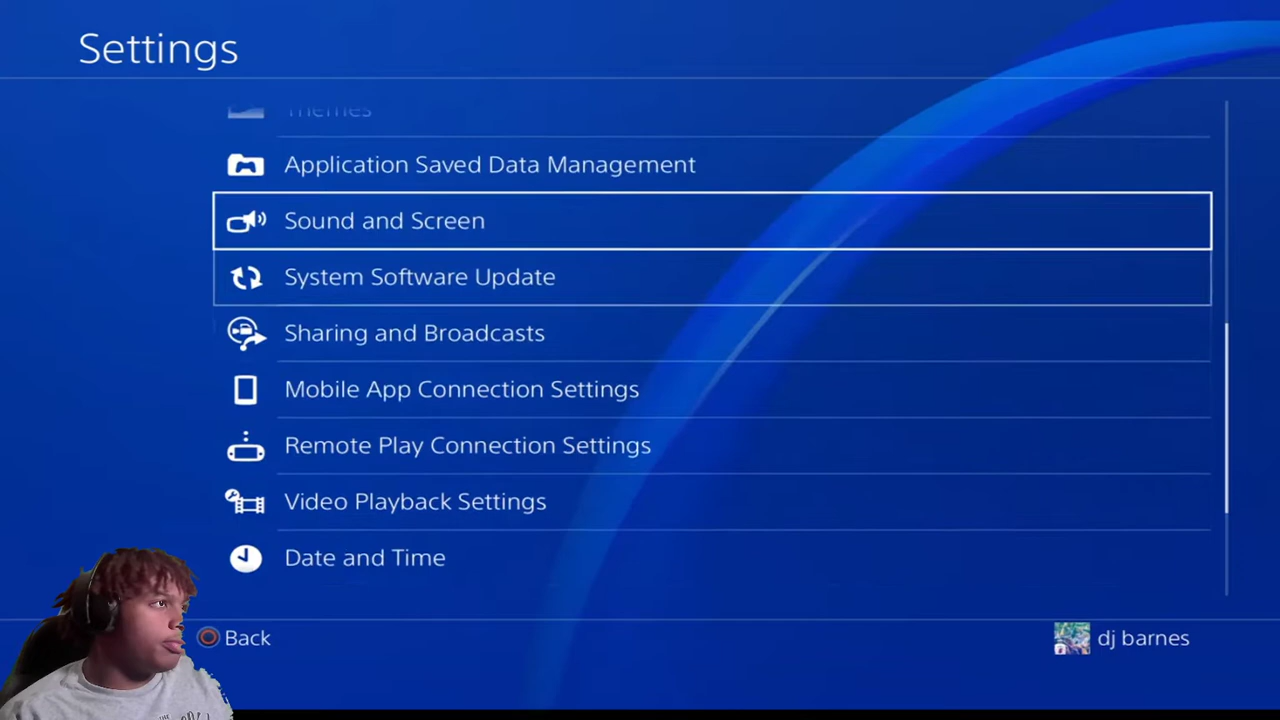 Settings
Themes
Application Saved Data Management
Sound and Screen
System Software Update
Sharing and Broadcasts
Mobile App Connection Settings
Remote Play Connection Settings
Video Playback Settings
Date and Time
Back
dj barnes